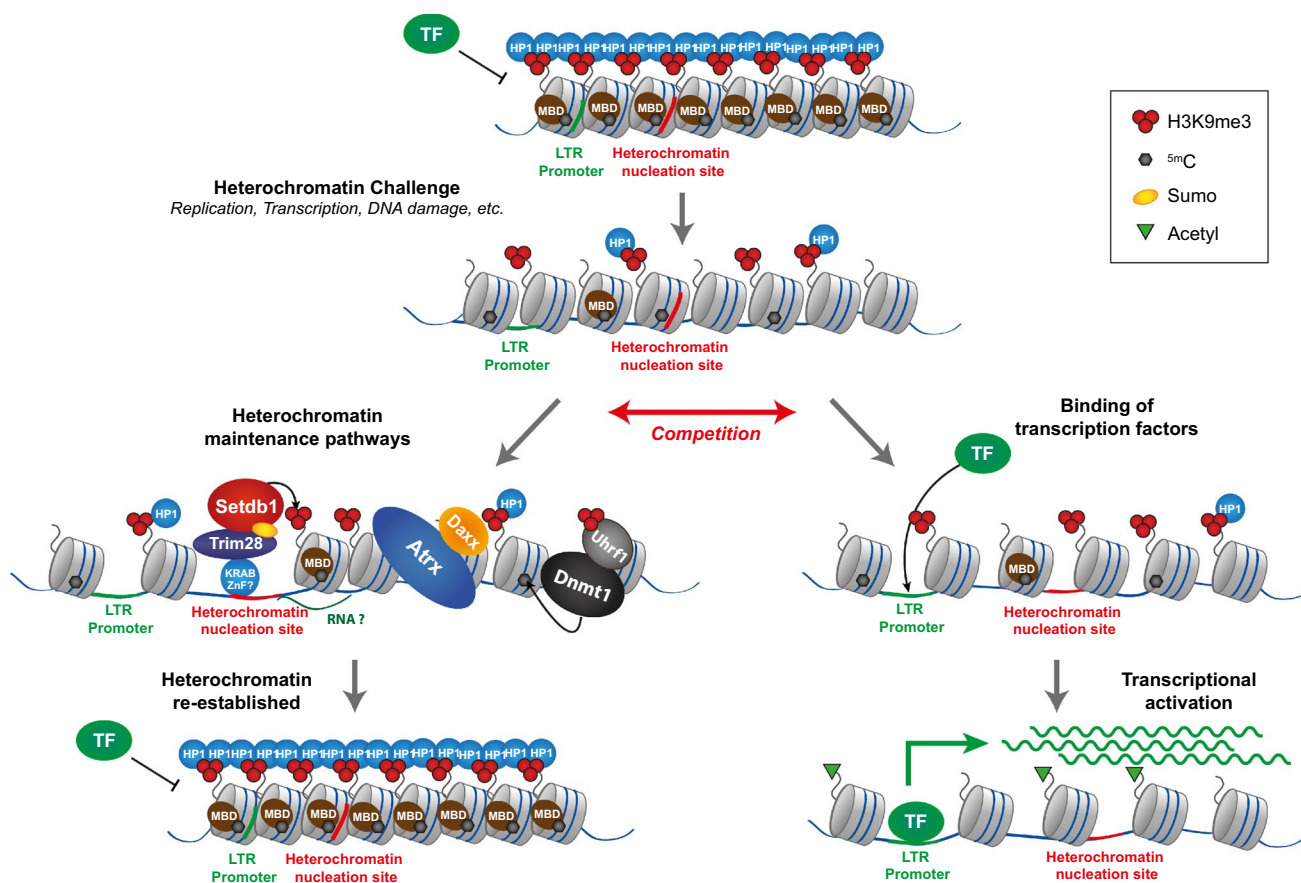 TF
HP1 HP1 HP1 HP1 HP1 HP1 HP1 HP1 HP1 HP1 HP1 HP1 HP1 HP1 HP1 HP1
MBD MBD MBD MBD MBD MBD MBD MBD
LTR
Promoter
Heterochromatin
nucleation site
H3K9me3
5mC
Sumo
Acetyl
Heterochromatin Challenge
Replication, Transcription, DNA damage, etc.
HP1 HP1
MBD
LTR
Promoter
Heterochromatin
nucleation site
Heterochromatin
maintenance pathways
Competition
Binding of
transcription factors
HP1
Setdb1
Trim28
KRAB
ZnF?
MBD
Atrx
Daxx
HP1
Uhrf1
Dnmt1
LTR
Promoter
Heterochromatin
nucleation site
RNA ?
TF
HP1
MBD
LTR
Promoter
Heterochromatin
nucleation site
Heterochromatin
re-established
TF
HP1 HP1 HP1 HP1 HP1 HP1 HP1 HP1 HP1 HP1 HP1 HP1 HP1 HP1 HP1 HP1
MBD MBD MBD MBD MBD MBD MBD MBD
LTR
Promoter
Heterochromatin
nucleation site
Transcriptional
activation
TF
LTR
Promoter
Heterochromatin
nucleation site